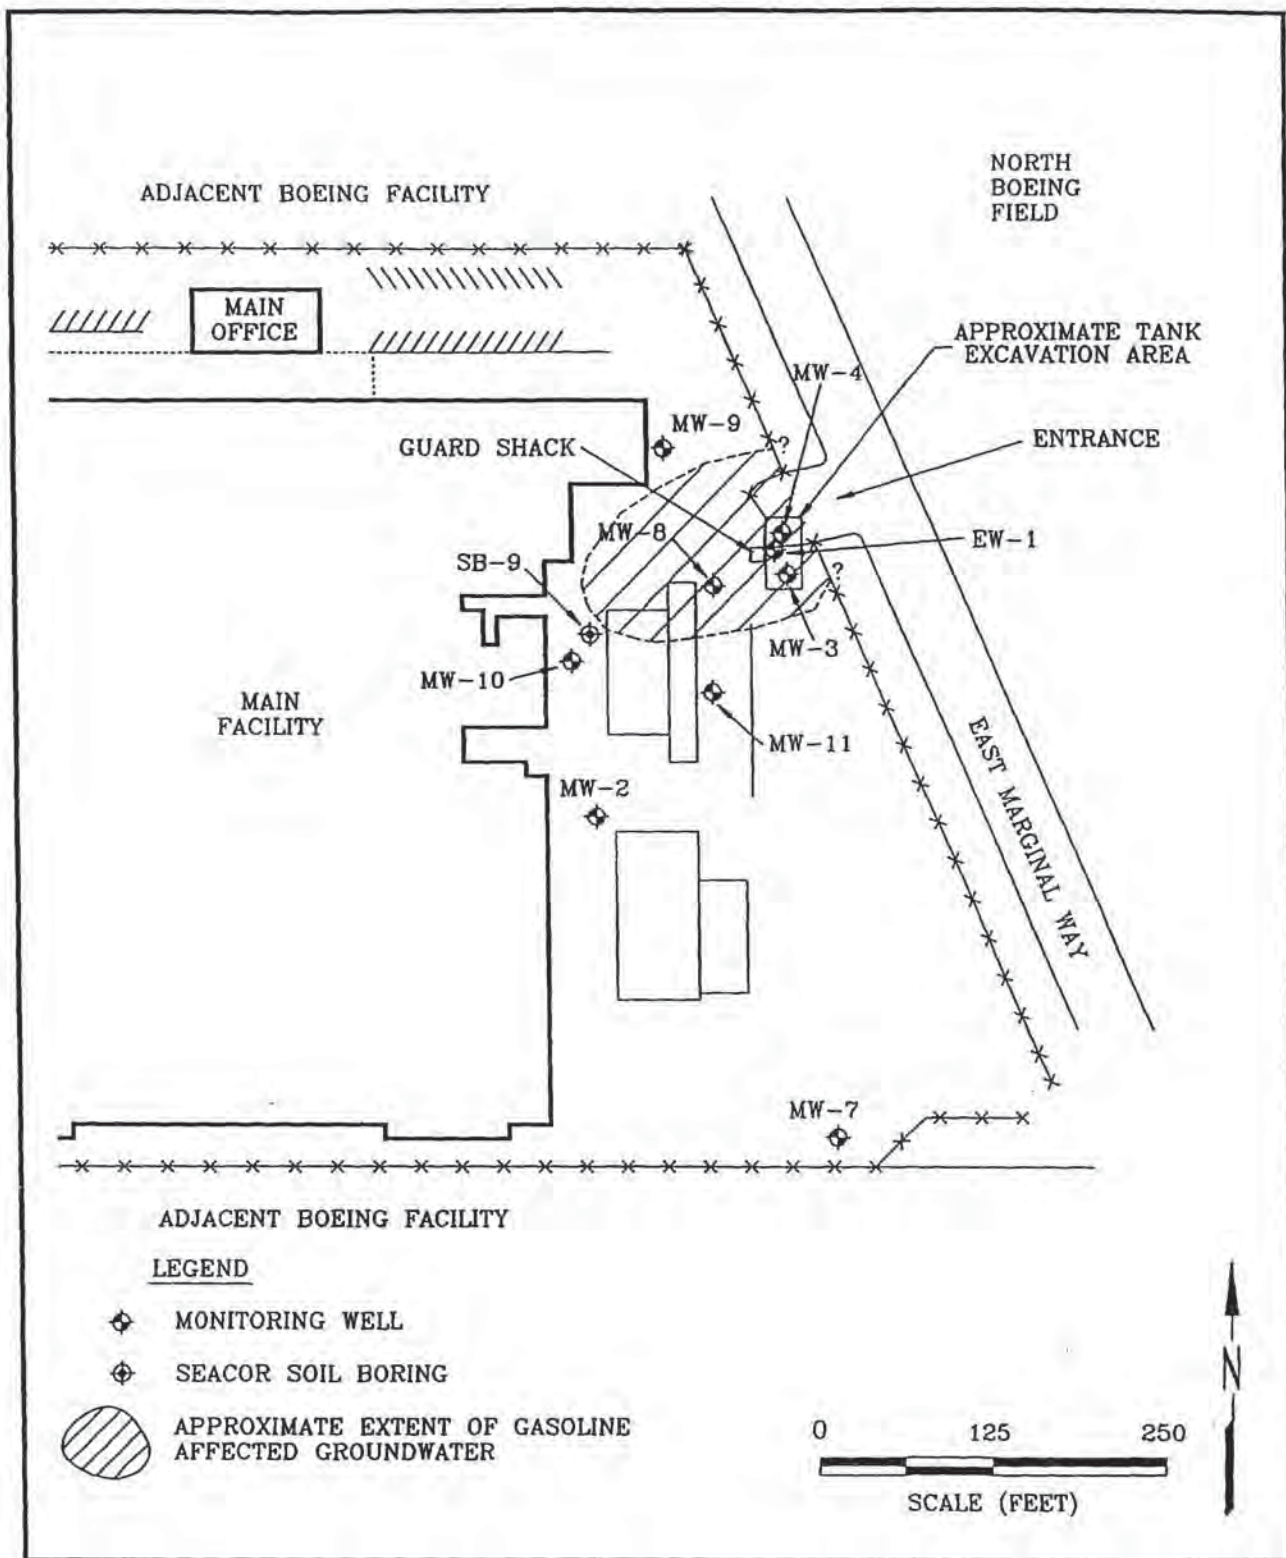 NORTH
BOEING
FIELD
ADJACENT BOEING FACILITY
MAIN
OFFICE
APPROXIMATE TANK
EXCAVATION AREA
MW-4
MW-9
GUARD SHACK
ENTRANCE
?
MW-8
EW-1
SB-9
?
MW-3
MW-10
MAIN
FACILITY
MW-11
EAST MARGINAL WAY
MW-2
MW-7
ADJACENT BOEING FACILITY
LEGEND
MONITORING WELL
SEACOR SOIL BORING
APPROXIMATE EXTENT OF GASOLINE
AFFECTED GROUNDWATER
N
0 125 250
SCALE (FEET)